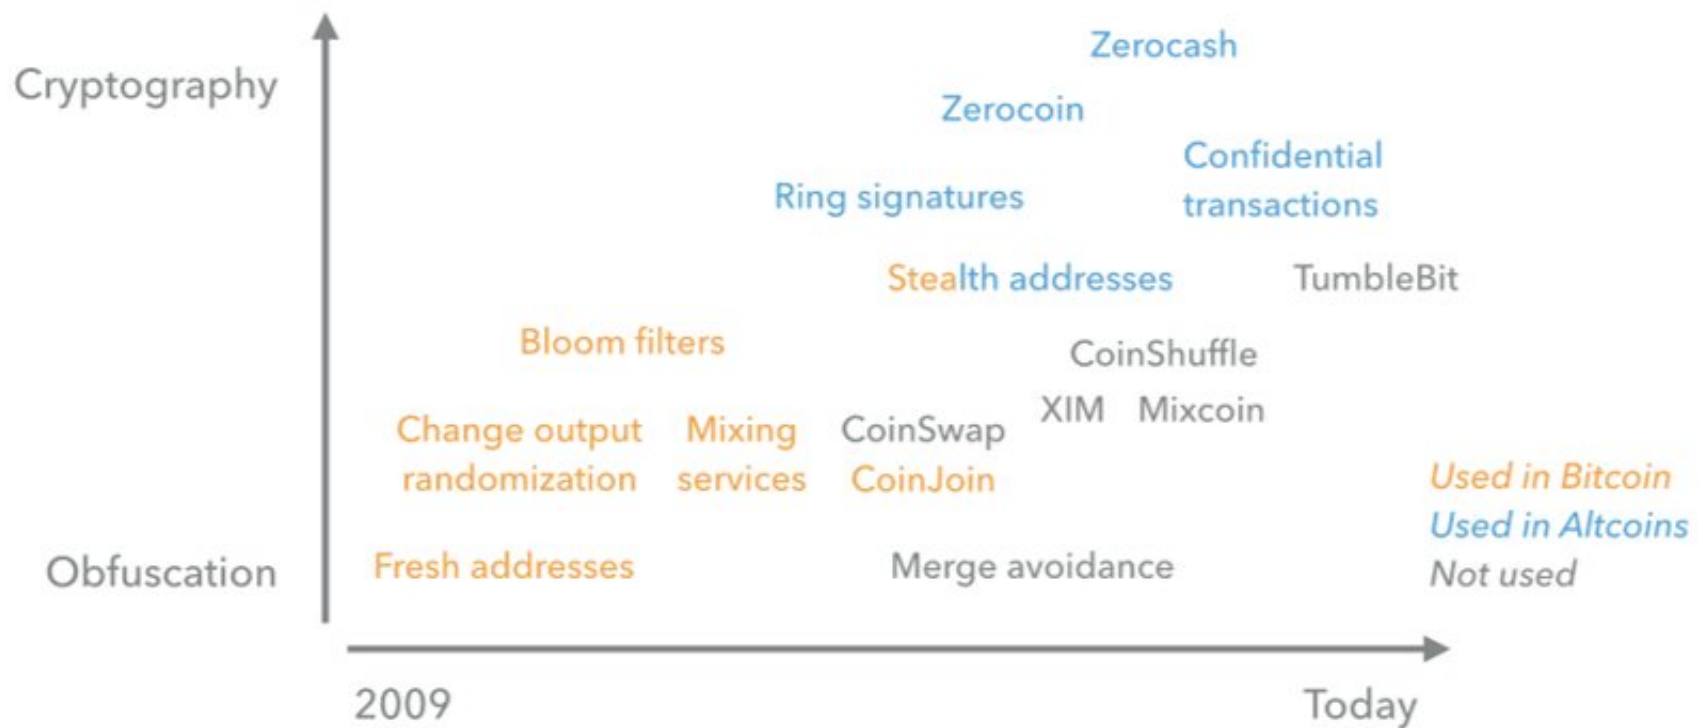 Zerocash
Cryptography
Zerocoin
Confidential
transactions
Ring signatures
Stealth addresses
TumbleBit
Bloom filters
CoinShuffle
XIM
Mixcoin
Change output
randomization
Mixing
services
CoinSwap
CoinJoin
Used in Bitcoin
Used in Altcoins
Not used
Obfuscation
Fresh addresses
Merge avoidance
2009
Today